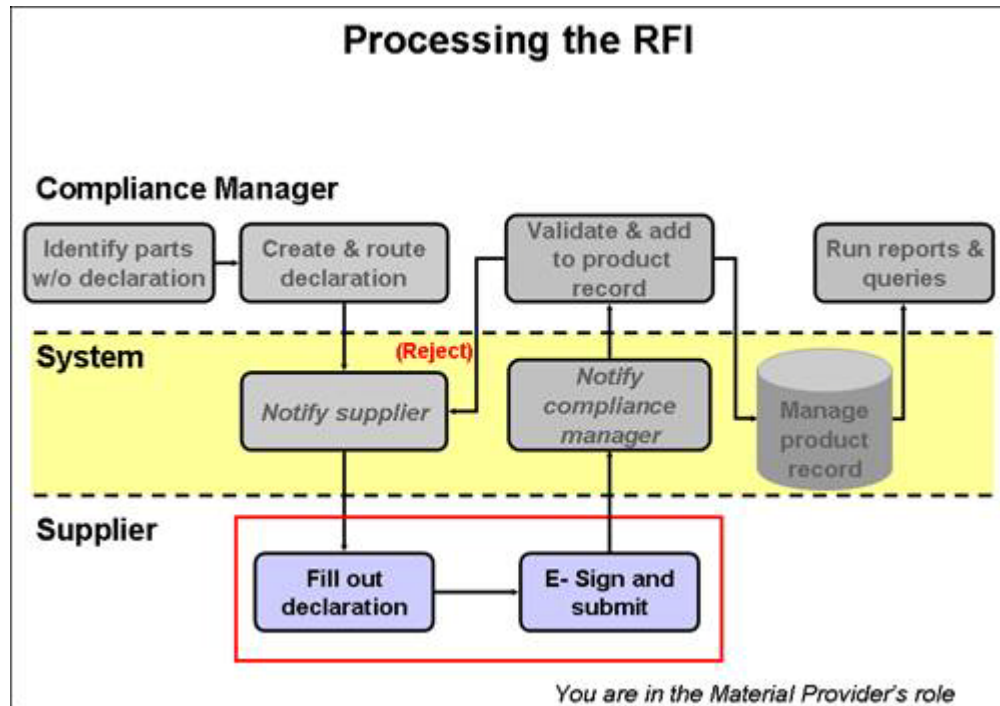 Processing the RFI
Compliance Manager
Identify parts
w/o declaration
Create & route
declaration
Validate & add
to product
record
Run reports &
queries
System
(Reject)
Notify supplier
Notify
compliance
manager
Manage
product
record
Supplier
Fill out
declaration
E- Sign and
submit
You are in the Material Provider's role